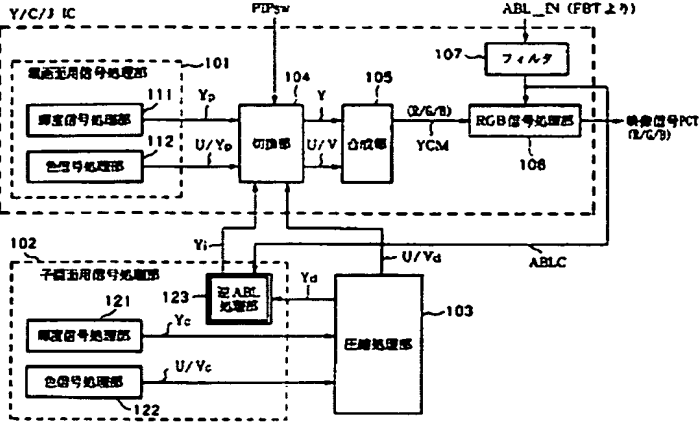 Y/C/J IC
PIPsw
ABL_IN (FBTより)
107
フィルタ
親画面用信号処理部
101
104
105
111
輝度信号処理部
Yp
112
色信号処理部
U/Vp
切換部
Y
U/V
合成部
(R/G/B)
YCM
RGB信号処理部
106
映像信号PCT
(R/G/B)
102
子画面用信号処理部
Yi
U/Vd
ABLC
123
逆ABL
処理部
Yd
103
121
輝度信号処理部
Yc
圧縮処理部
色信号処理部
U/Vc
122